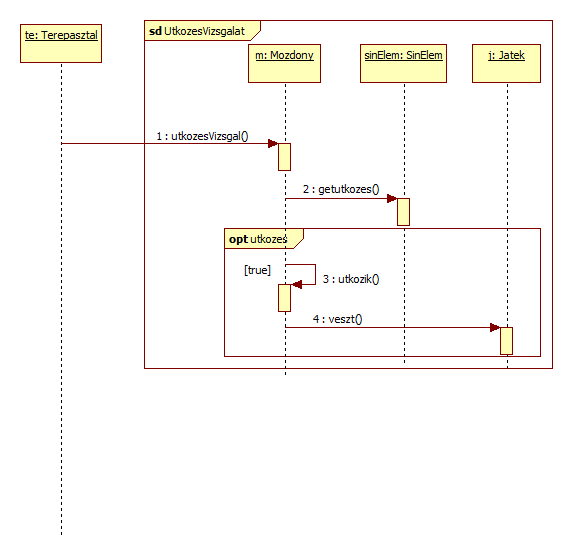 sd UtkozesVizsgalat
te: Terepasztal
m: Mozdony
sinElem: SinElem
j: Jatek
1 : utkozesVizsgal()
2 : getutkozes()
opt utkozes
[true]
3 : utkozik()
4 : veszt()